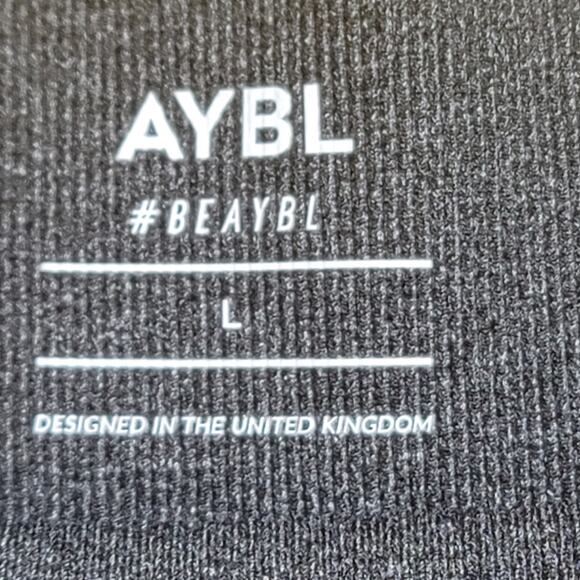 AYBL
#BEAYBL
L
DESIGNED IN THE UNITED KINGDOM